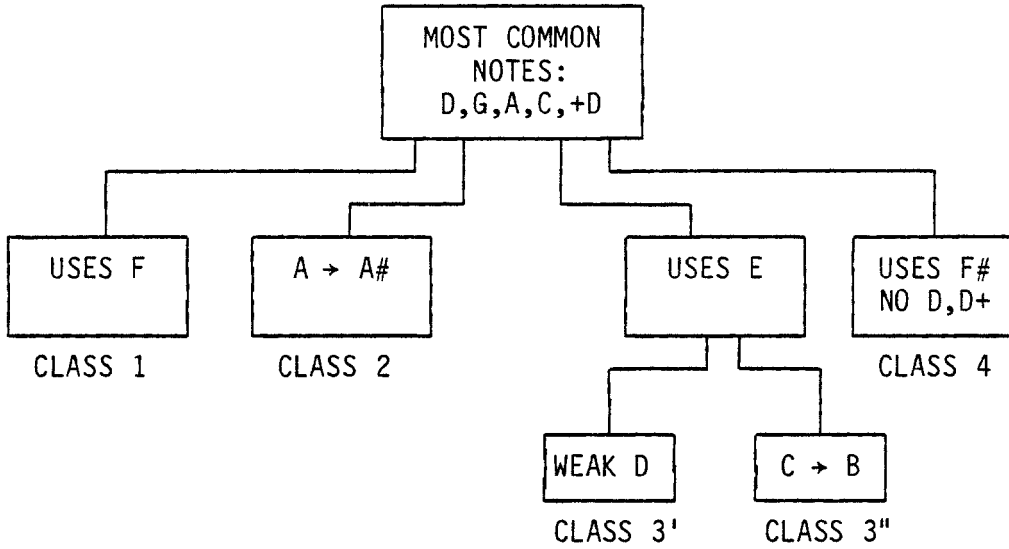 MOST COMMON
NOTES:
D,G,A,C,+D
USES F
CLASS 1
A → A#
CLASS 2
USES E
USES F#
NO D,D+
CLASS 4
WEAK D
CLASS 3'
C → B
CLASS 3"